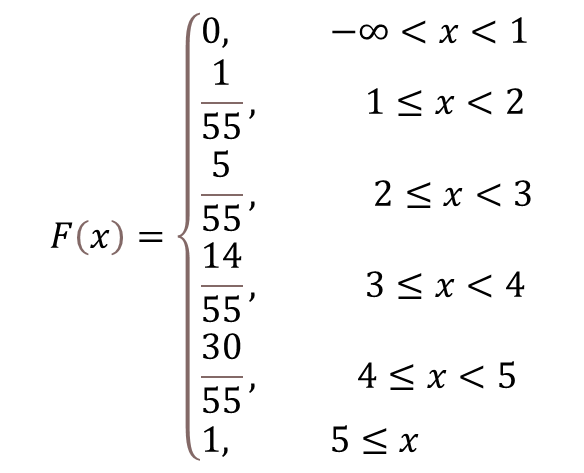 F(x) = { 0, −∞ < x < 1
1/55, 1 ≤ x < 2
5/55, 2 ≤ x < 3
14/55, 3 ≤ x < 4
30/55, 4 ≤ x < 5
1, 5 ≤ x